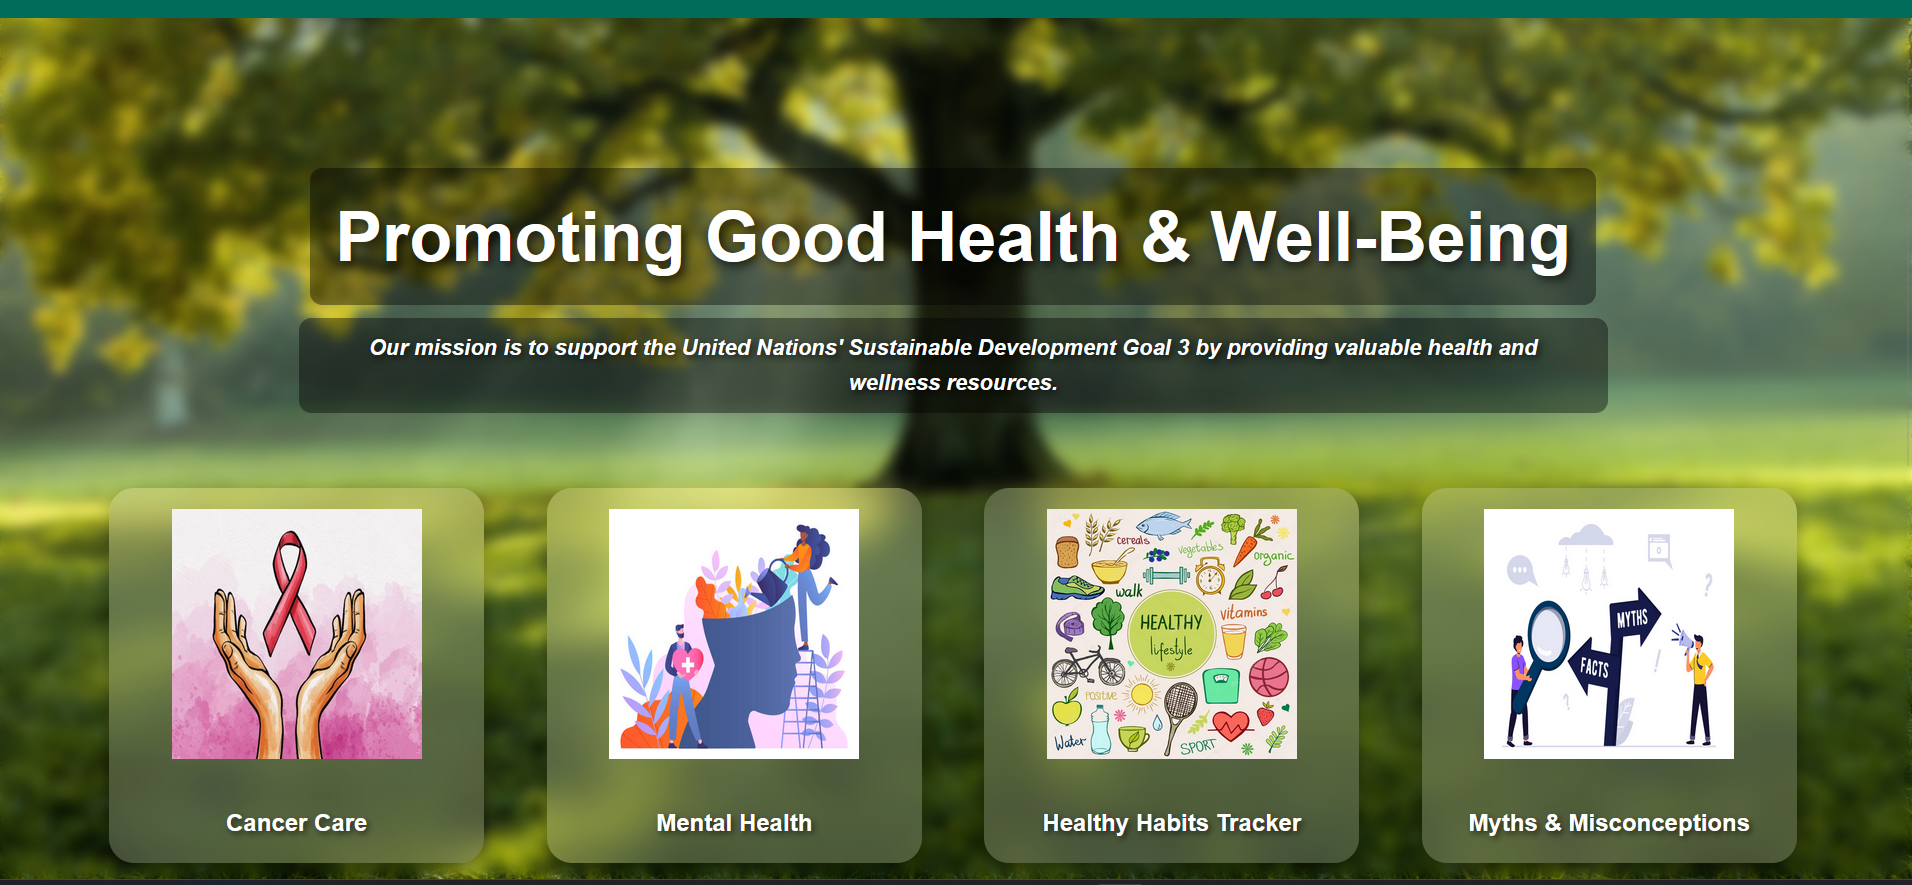 Promoting Good Health & Well-Being
Our mission is to support the United Nations' Sustainable Development Goal 3 by providing valuable health and
wellness resources.
cereals
vegetables
organic
walk
vitamins
HEALTHY
lifestyle
POSITIVE
Water
SPORT
MYTHS
FACTS
Cancer Care
Mental Health
Healthy Habits Tracker
Myths & Misconceptions